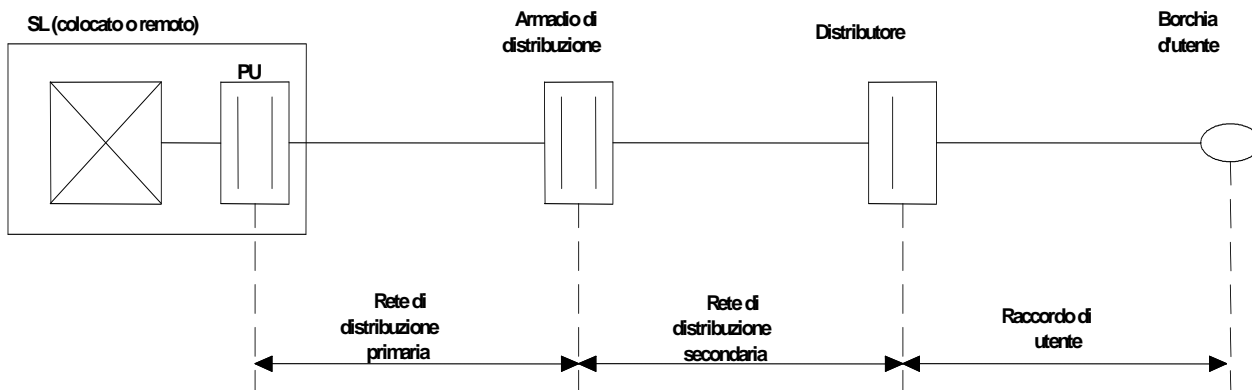 SL (colocato o remoto)
PU
Armadio di
distribuzione
Distributore
Borchia
d'utente
Rete di
distribuzione
primaria
Rete di
distribuzione
secondaria
Raccordo di
utente